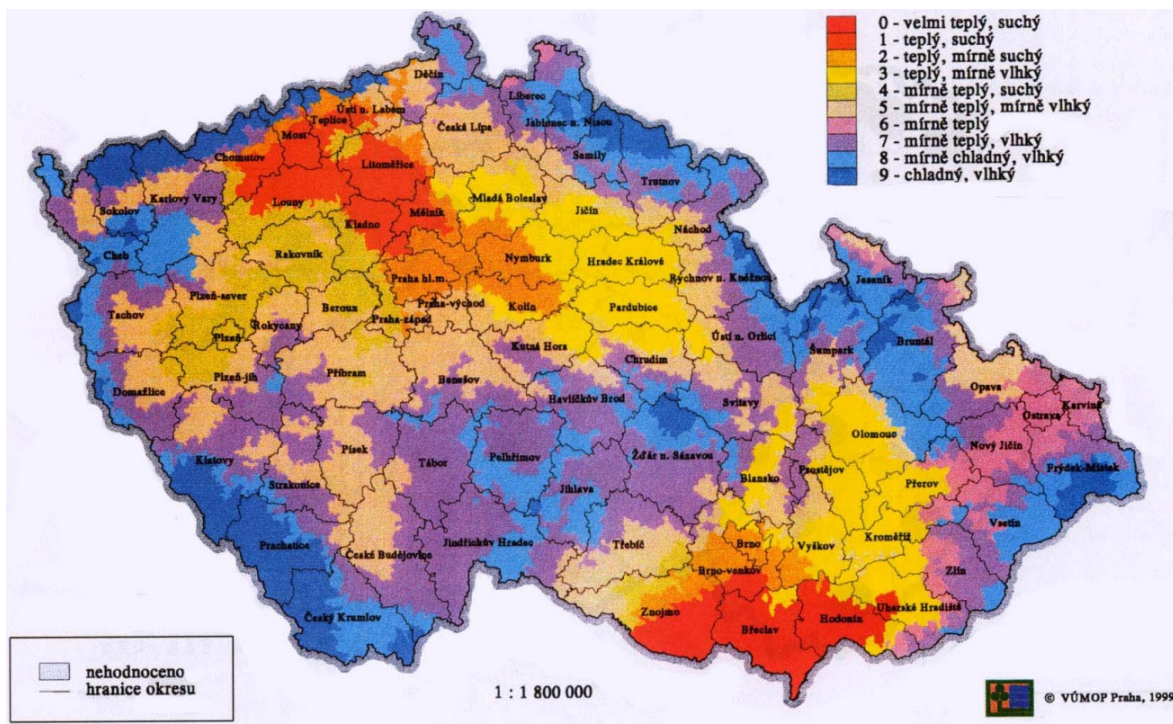 0 - velmi teplý, suchý
1 - teplý, suchý
2 - teplý, mírně suchý
3 - teplý, mírně vlhký
4 - mírně teplý, suchý
5 - mírně teplý, mírně vlhký
6 - mírně teplý
7 - mírně teplý, vlhký
8 - mírně chladný, vlhký
9 - chladný, vlhký
Děčín
Liberec
Ústí n. Labem
Teplice
Jablonec n. Nisou
Česká Lípa
Most
Chomutov
Litoměřice
Semily
Trutnov
Karlovy Vary
Sokolov
Louny
Mladá Boleslav
Jičín
Mělník
Kladno
Náchod
Cheb
Rakovník
Nymburk
Hradec Králové
Praha hl.m.
Rychnov n. Kněžnou
Jeseník
Plzeň-sever
Tachov
Beroun
Praha-východ
Kolín
Pardubice
Praha-západ
Rokycany
Plzeň
Ústí n. Orlicí
Bruntál
Šumpark
Kutná Hora
Chrudim
Plzeň-jih
Příbram
Benešov
Domažlice
Opava
Havlíčkův Brod
Svitavy
Karviná
Ostrava
Olomouc
Nový Jičín
Písek
Klatovy
Tábor
Pelhřimov
Žďár n. Sázavou
Prostějov
Frýdek-Místek
Strakonice
Jihlava
Blansko
Přerov
Vsetín
Prachatice
České Budějovice
Jindřichův Hradec
Třebíč
Brno
Vyškov
Kroměříž
Brno-venkov
Zlín
Český Krumlov
Znojmo
Břeclav
Hodonín
Uherské Hradiště
nehodnoceno
hranice okresu
1 : 1 800 000
© VÚMOP Praha, 1999